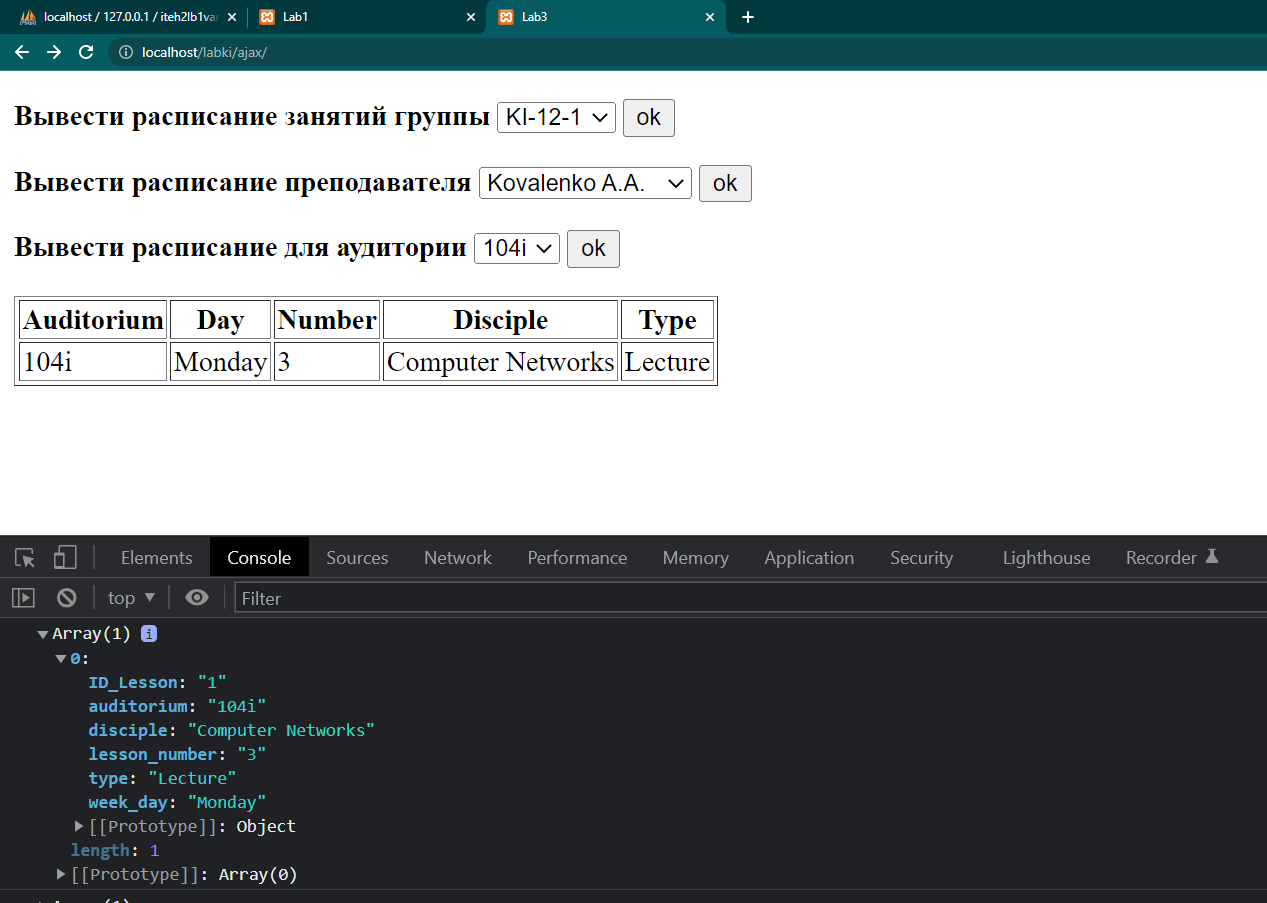 localhost / 127.0.0.1 / iteh2lb1var
Lab1
Lab3
localhost/labki/ajax/
Вывести расписание занятий группы KI-12-1 ok
Вывести расписание преподавателя Kovalenko A.A. ok
Вывести расписание для аудитории 104i ok
Auditorium Day Number Disciple Type
104i Monday 3 Computer Networks Lecture
Elements Console Sources Network Performance Memory Application Security Lighthouse Recorder
top Filter
Array(1) i
0:
ID_Lesson: "1"
auditorium: "104i"
disciple: "Computer Networks"
lesson_number: "3"
type: "Lecture"
week_day: "Monday"
[[Prototype]]: Object
length: 1
[[Prototype]]: Array(0)
Array(1)